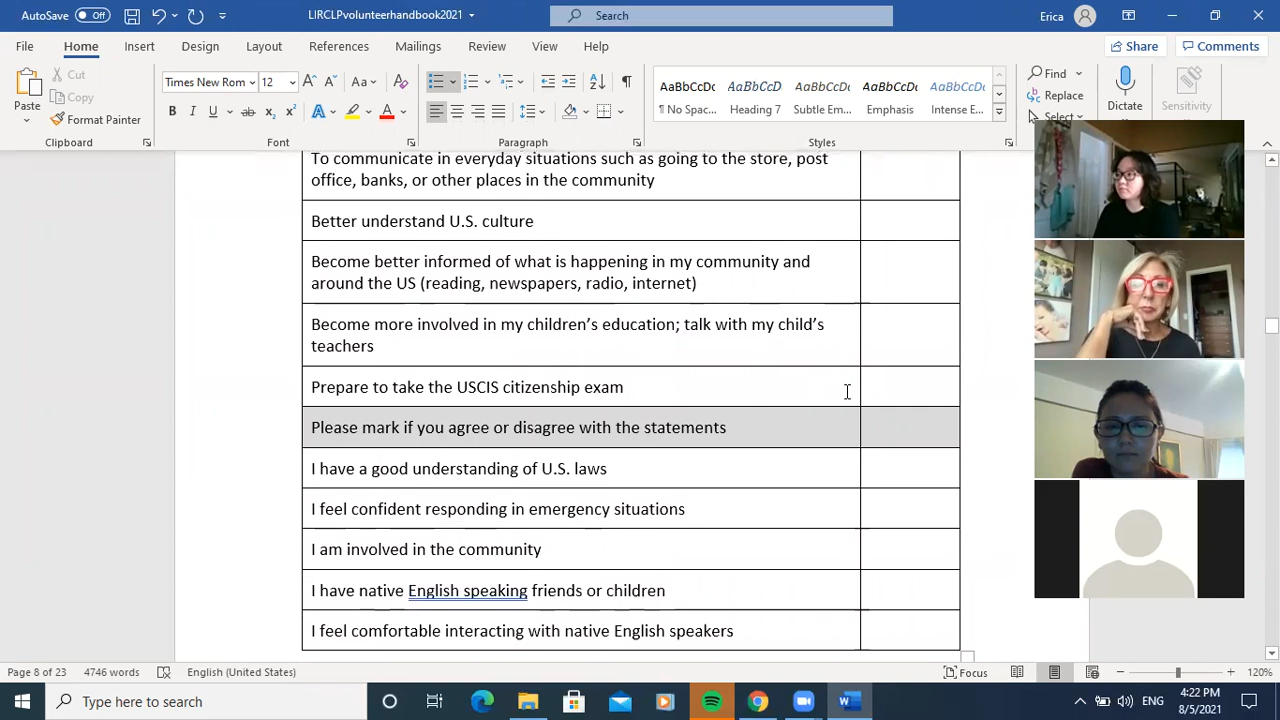 AutoSave Off LIRCLPvolunteerhandbook2021 Search Erica
File Home Insert Design Layout References Mailings Review View Help Share Comments
Paste Cut Copy Format Painter
Times New Rom 12
AaBbCcDc AaBbCcD AaBbCcDc AaBbCcDc AaBbCcDc
¶ No Spac... Heading 7 Subtle Em... Emphasis Intense E...
Find Replace Select
Dictate Sensitivity
Clipboard Font Paragraph Styles
To communicate in everyday situations such as going to the store, post
office, banks, or other places in the community
Better understand U.S. culture
Become better informed of what is happening in my community and
around the US (reading, newspapers, radio, internet)
Become more involved in my children's education; talk with my child's
teachers
Prepare to take the USCIS citizenship exam
Please mark if you agree or disagree with the statements
I have a good understanding of U.S. laws
I feel confident responding in emergency situations
I am involved in the community
I have native English speaking friends or children
I feel comfortable interacting with native English speakers
Page 8 of 23 4746 words English (United States) Focus 120%
Type here to search ENG 4:22 PM
8/5/2021